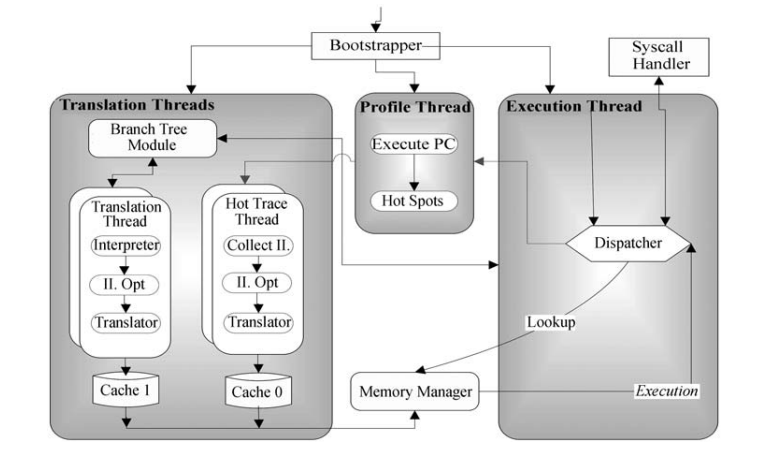 Bootstrapper
Syscall
Handler
Translation Threads
Branch Tree
Module
Translation
Thread
Interpreter
II. Opt
Translator
Cache 1
Hot Trace
Thread
Collect II.
II. Opt
Translator
Cache 0
Profile Thread
Execute PC
Hot Spots
Execution Thread
Dispatcher
Lookup
Memory Manager
Execution